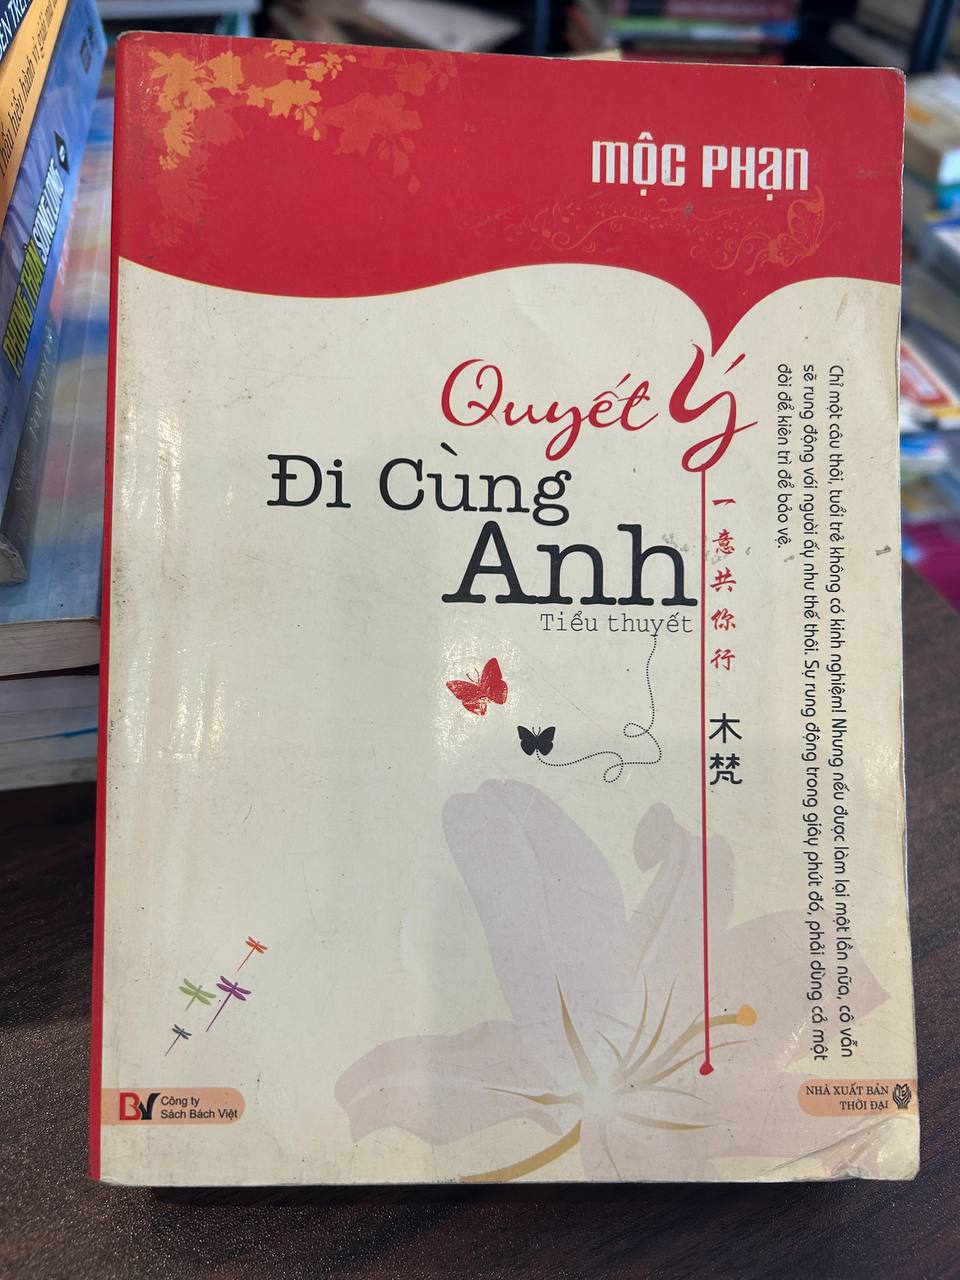 MỘC PHẠN
Quyết Ý
Đi Cùng
Anh
Tiểu thuyết
一意共你行
木梵
Chỉ một câu thôi, tuổi trẻ không có kinh nghiệm! Nhưng nếu được làm lại một lần nữa, cô vẫn
sẽ rung động với người ấy như thế thôi. Sự rung động trong giây phút đó, phải dùng cả một
đời để kiên trì để bảo vệ.
BV
Công ty
Sách Bách Việt
NHÀ XUẤT BẢN
THỜI ĐẠI
SONG HÙNG